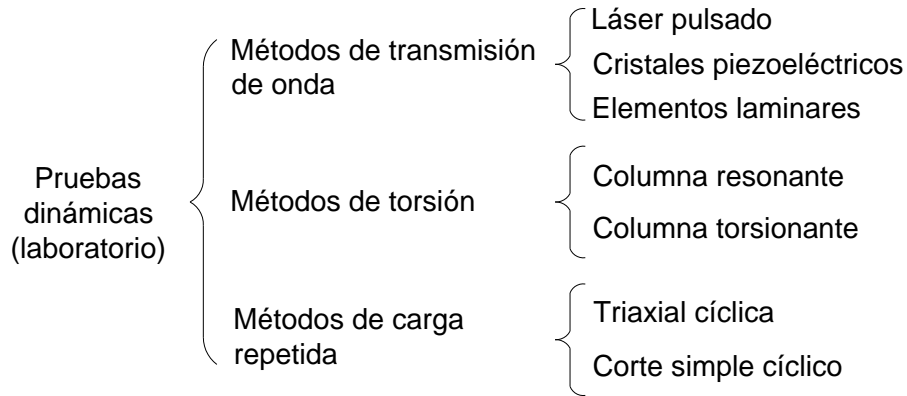 Pruebas
dinámicas
(laboratorio)
Métodos de transmisión
de onda
Láser pulsado
Cristales piezoeléctricos
Elementos laminares
Métodos de torsión
Columna resonante
Columna torsionante
Métodos de carga
repetida
Triaxial cíclica
Corte simple cíclico